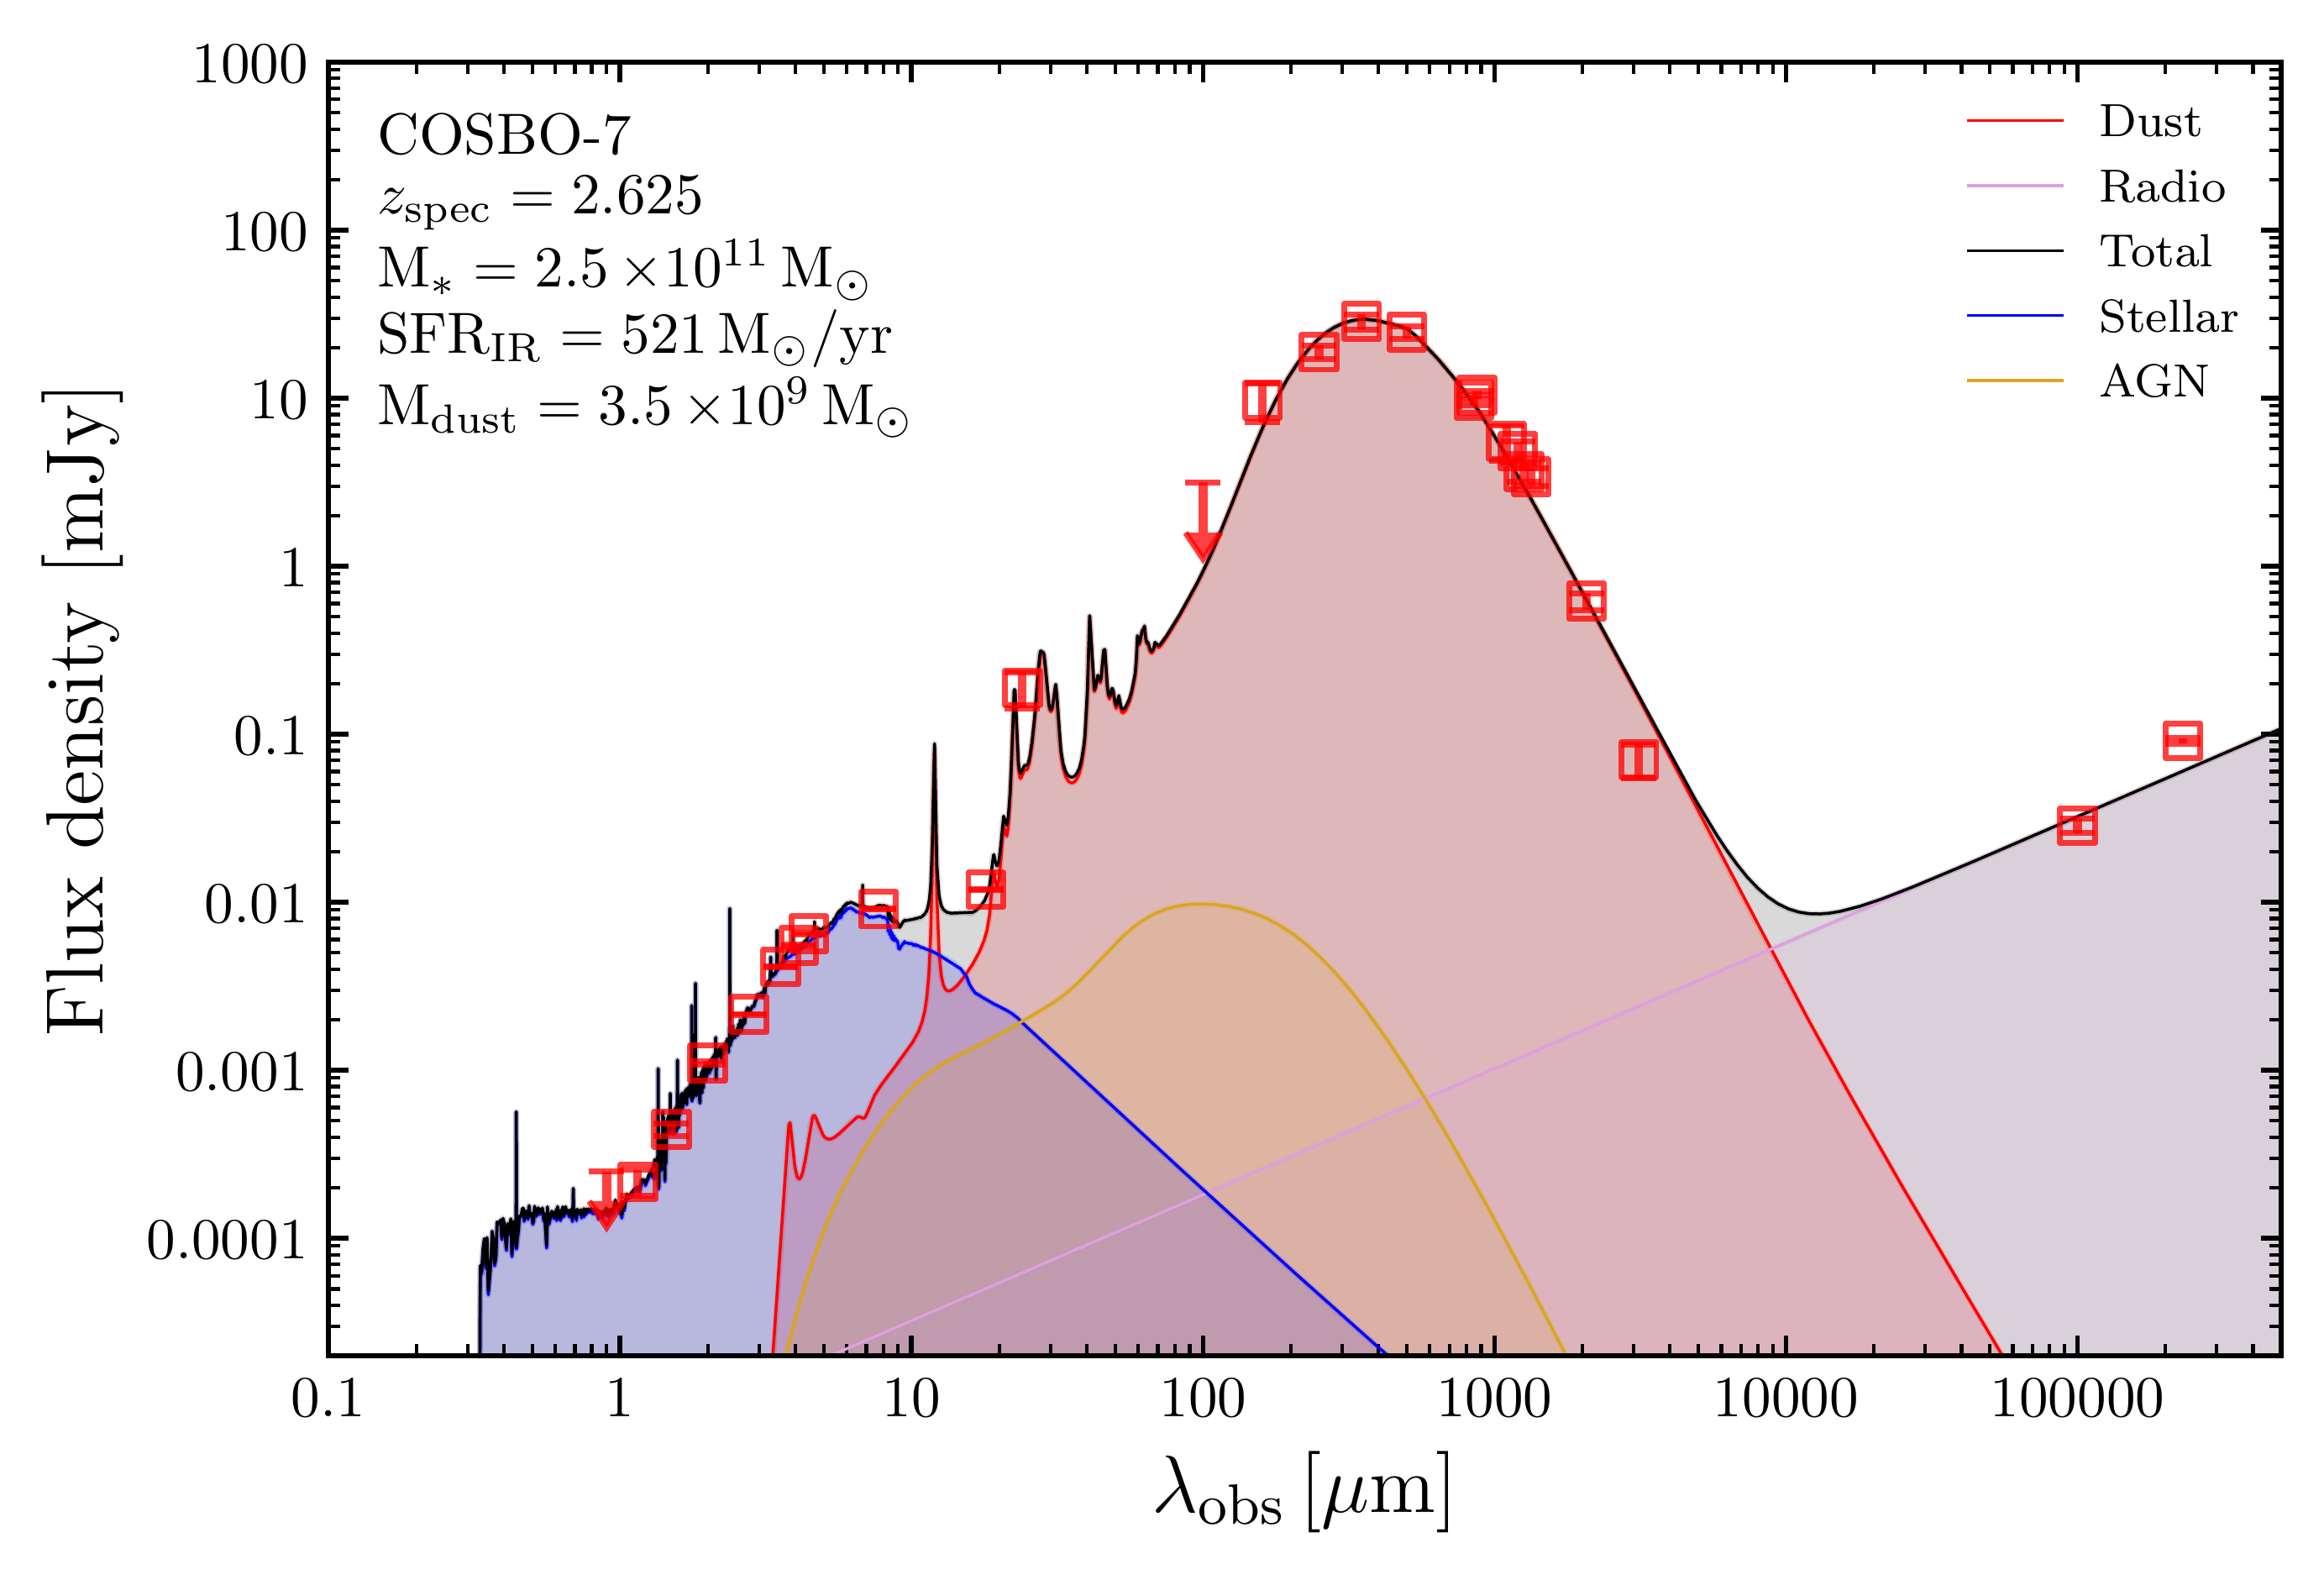 COSBO-7
z_spec = 2.625
M_* = 2.5 ×10^11 M_⊙
SFR_IR = 521 M_⊙/yr
M_dust = 3.5 ×10^9 M_⊙
Dust
Radio
Total
Stellar
AGN
Flux density [mJy]
1000
100
10
1
0.1
0.01
0.001
0.0001
0.1 1 10 100 1000 10000 100000
λ_obs [μm]